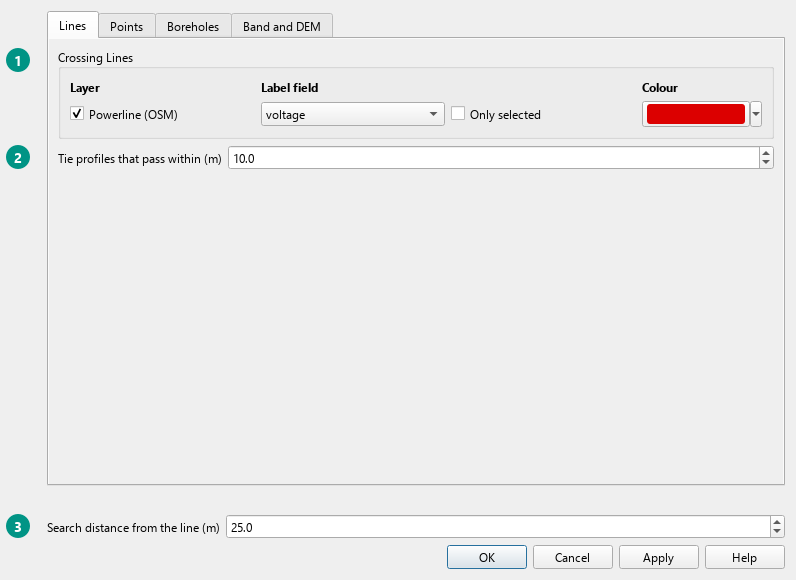 Lines Points Boreholes Band and DEM
1 Crossing Lines
Layer Label field Colour
Powerline (OSM) voltage Only selected
2 Tie profiles that pass within (m) 10.0
3 Search distance from the line (m) 25.0
OK Cancel Apply Help